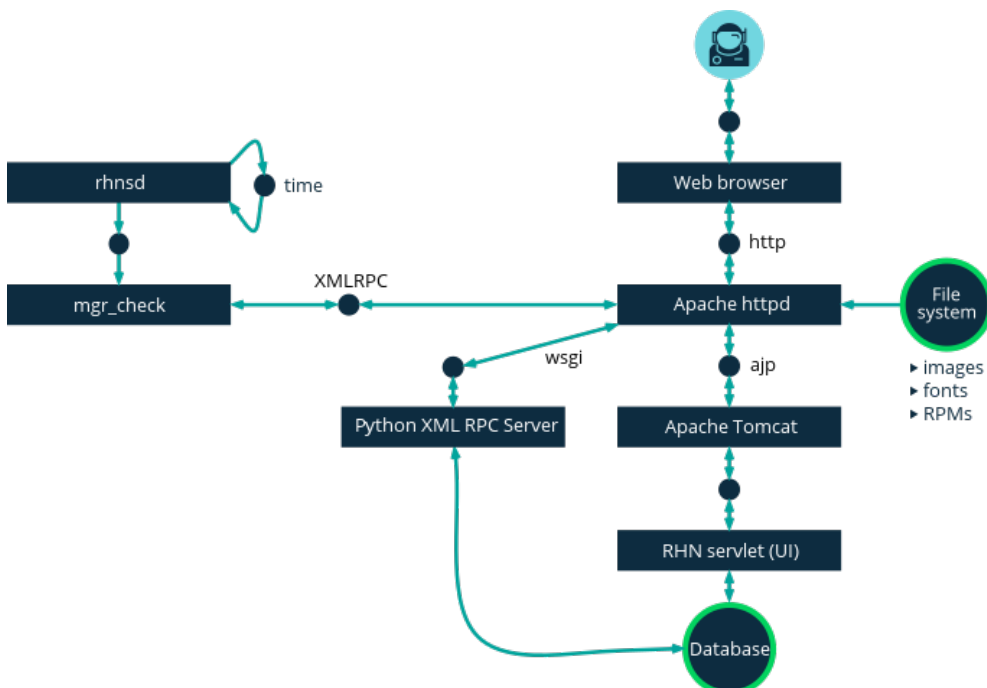 rhnsd
time
Web browser
http
XMLRPC
mgr_check
Apache httpd
File
system
wsgi
ajp
▸ images
▸ fonts
▸ RPMs
Python XML RPC Server
Apache Tomcat
RHN servlet (UI)
Database